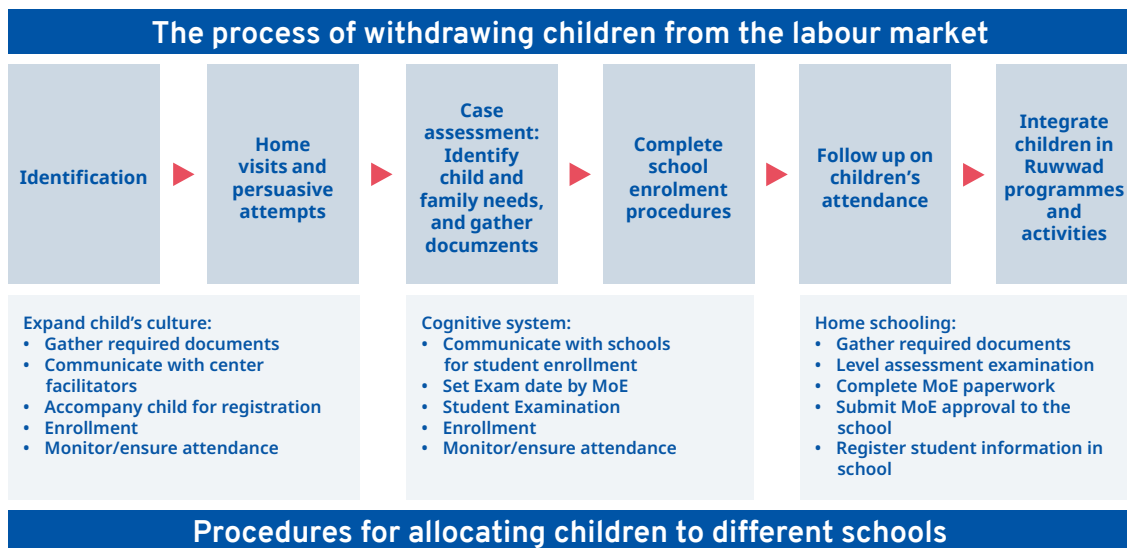 The process of withdrawing children from the labour market
Identification
Home
visits and
persuasive
attempts
Case
assessment:
Identify
child and
family needs,
and gather
documzents
Complete
school
enrolment
procedures
Follow up on
children’s
attendance
Integrate
children in
Ruwwad
programmes
and
activities
Expand child’s culture:
• Gather required documents
• Communicate with center
facilitators
• Accompany child for registration
• Enrollment
• Monitor/ensure attendance
Cognitive system:
• Communicate with schools
for student enrollment
• Set Exam date by MoE
• Student Examination
• Enrollment
• Monitor/ensure attendance
Home schooling:
• Gather required documents
• Level assessment examination
• Complete MoE paperwork
• Submit MoE approval to the
school
• Register student information in
school
Procedures for allocating children to different schools